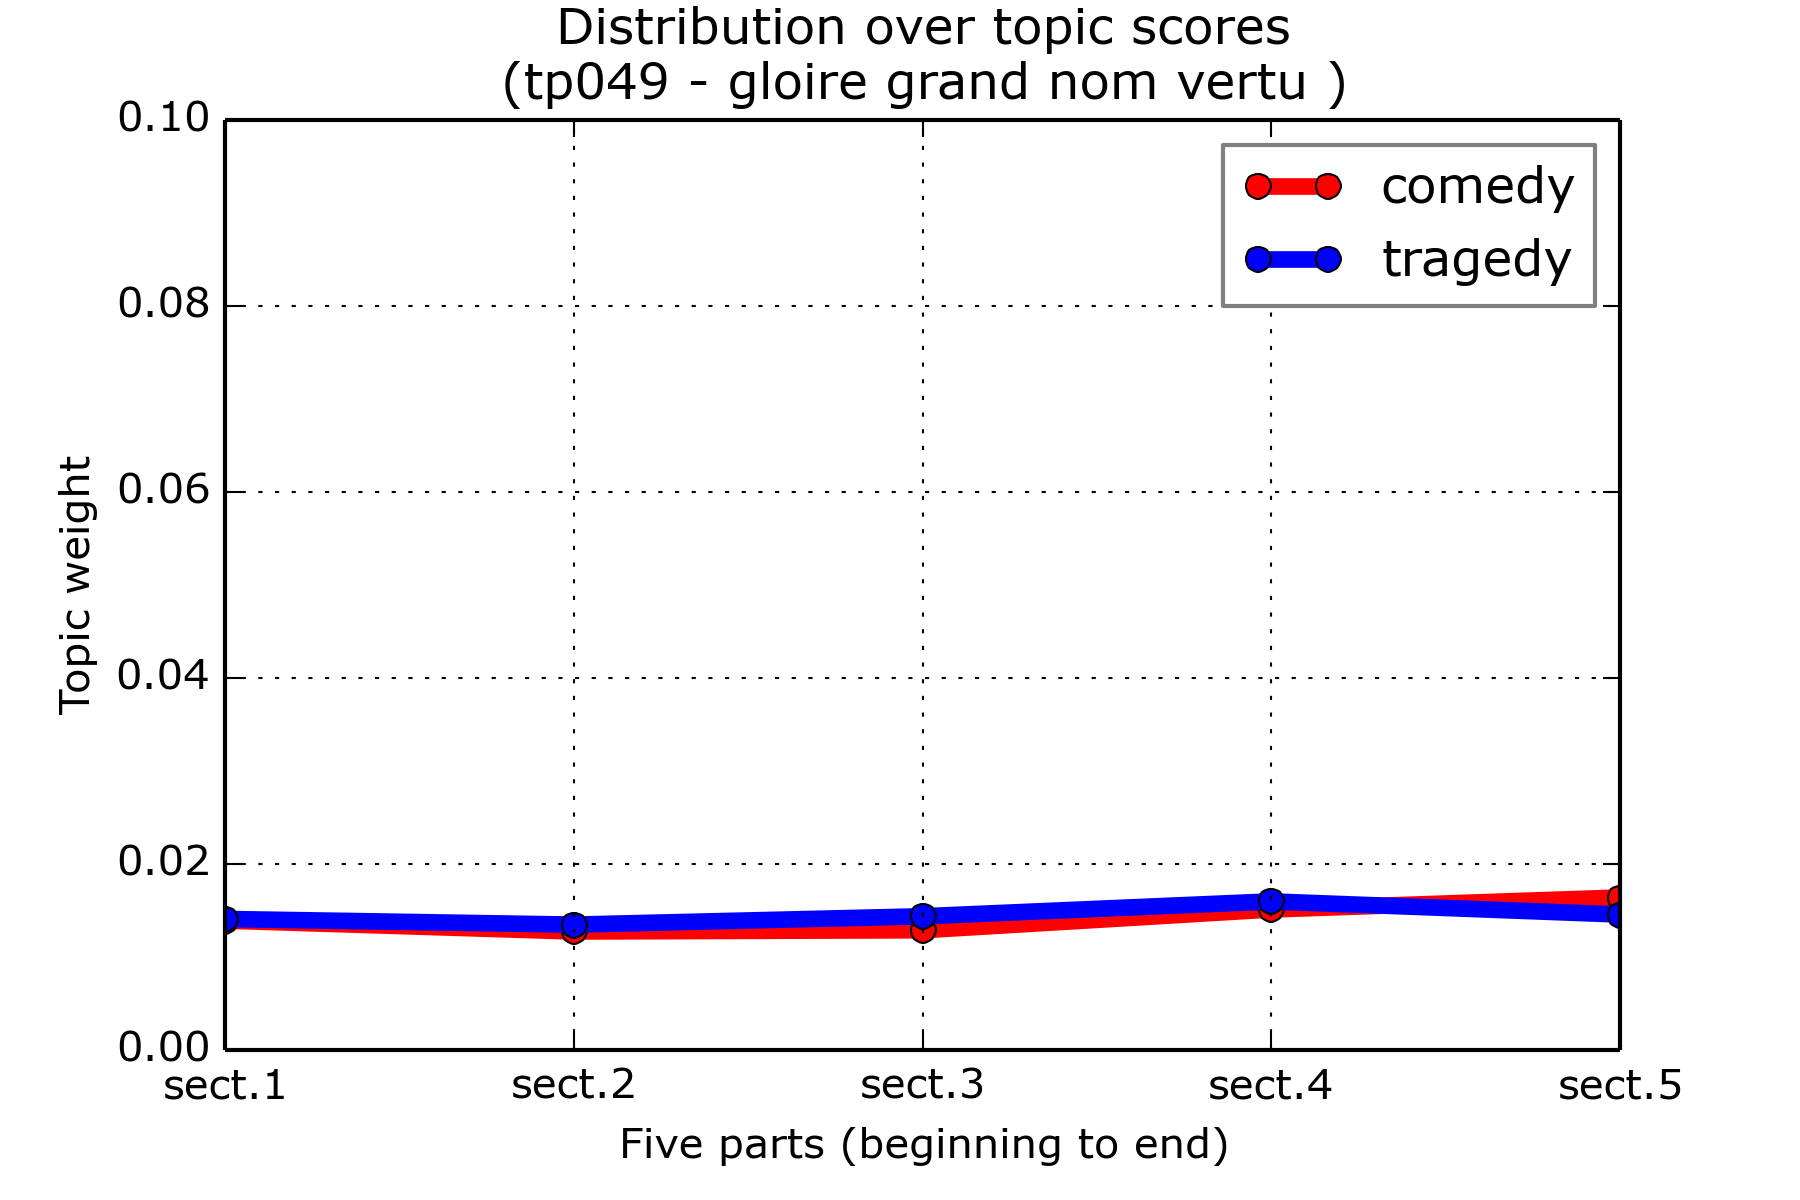 Distribution over topic scores
(tp049 - gloire grand nom vertu )
0.10
0.08
0.06
0.04
0.02
0.00
Topic weight
comedy
tragedy
sect.1 sect.2 sect.3 sect.4 sect.5
Five parts (beginning to end)